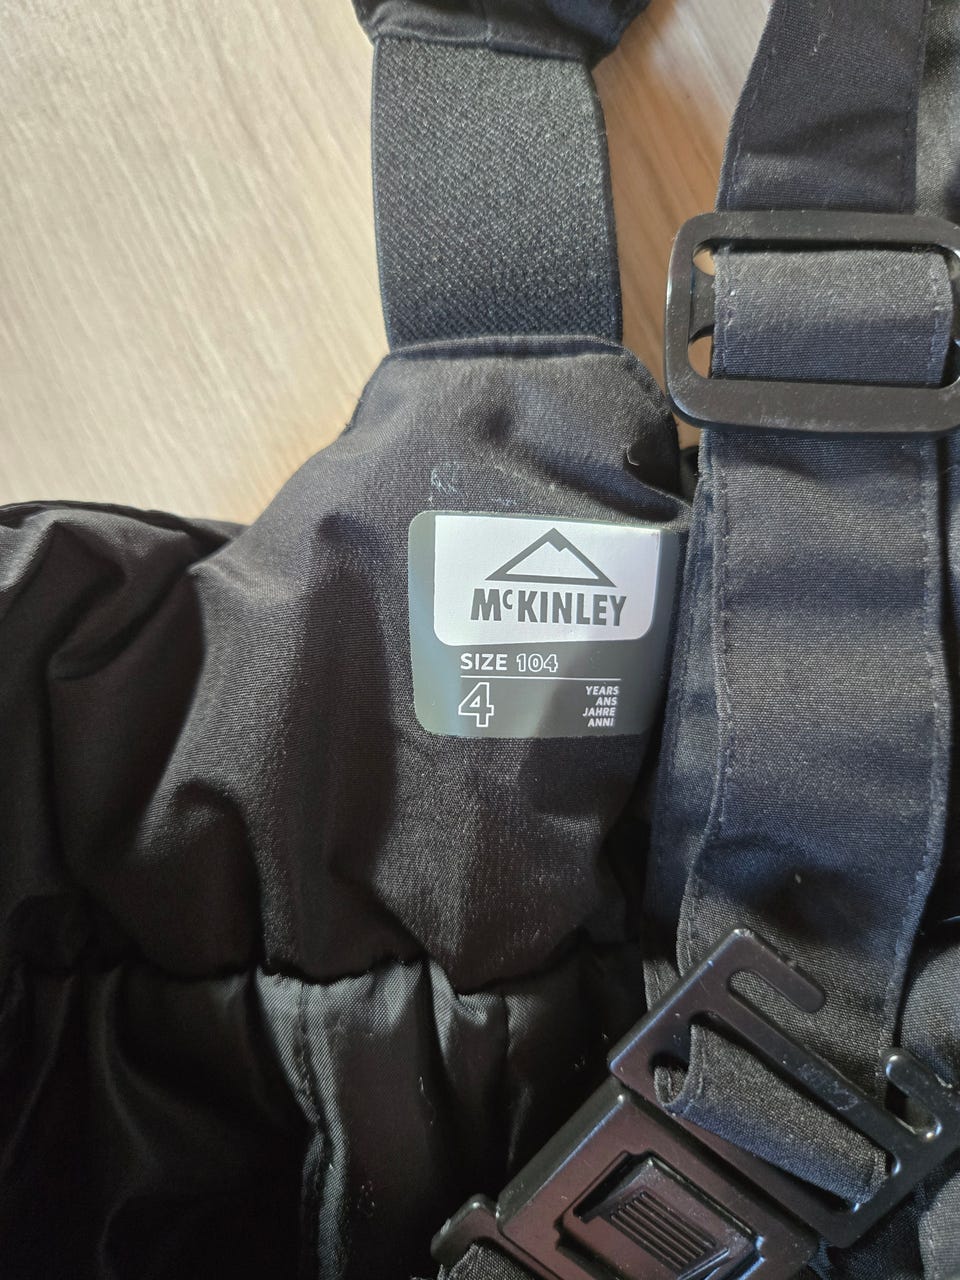 McKINLEY
SIZE 104
4
YEARS
ANS
JAHRE
ANNI